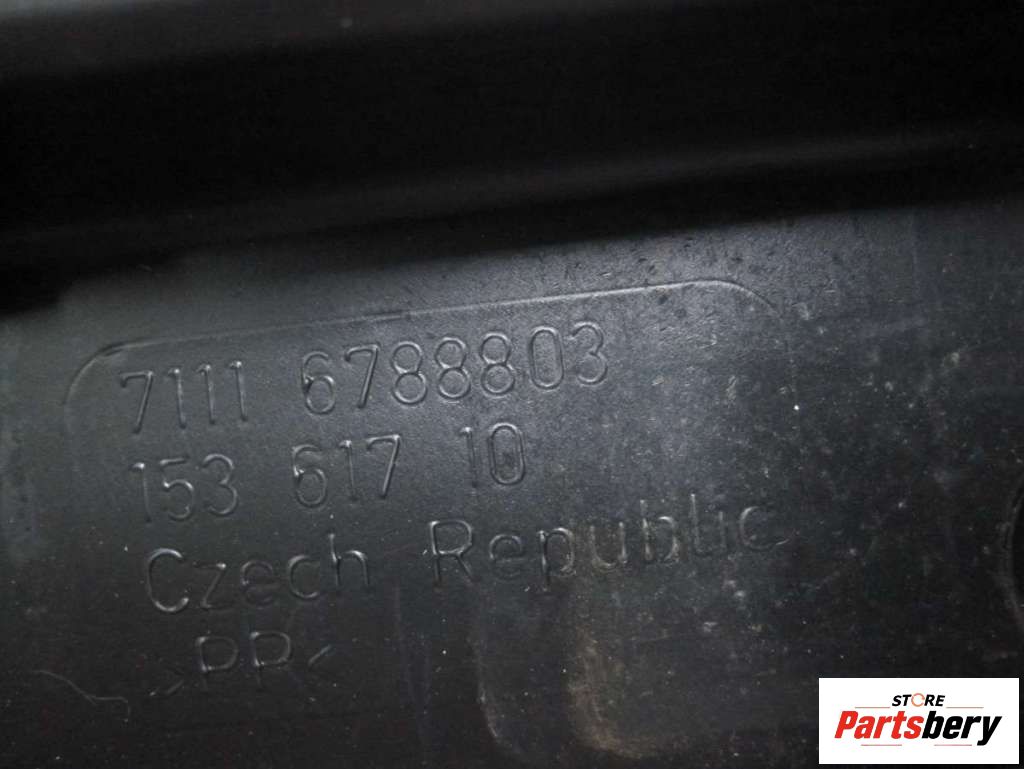 7111 6788803
153 617 10
Czech Republic
>PP<
STORE
Partsbery